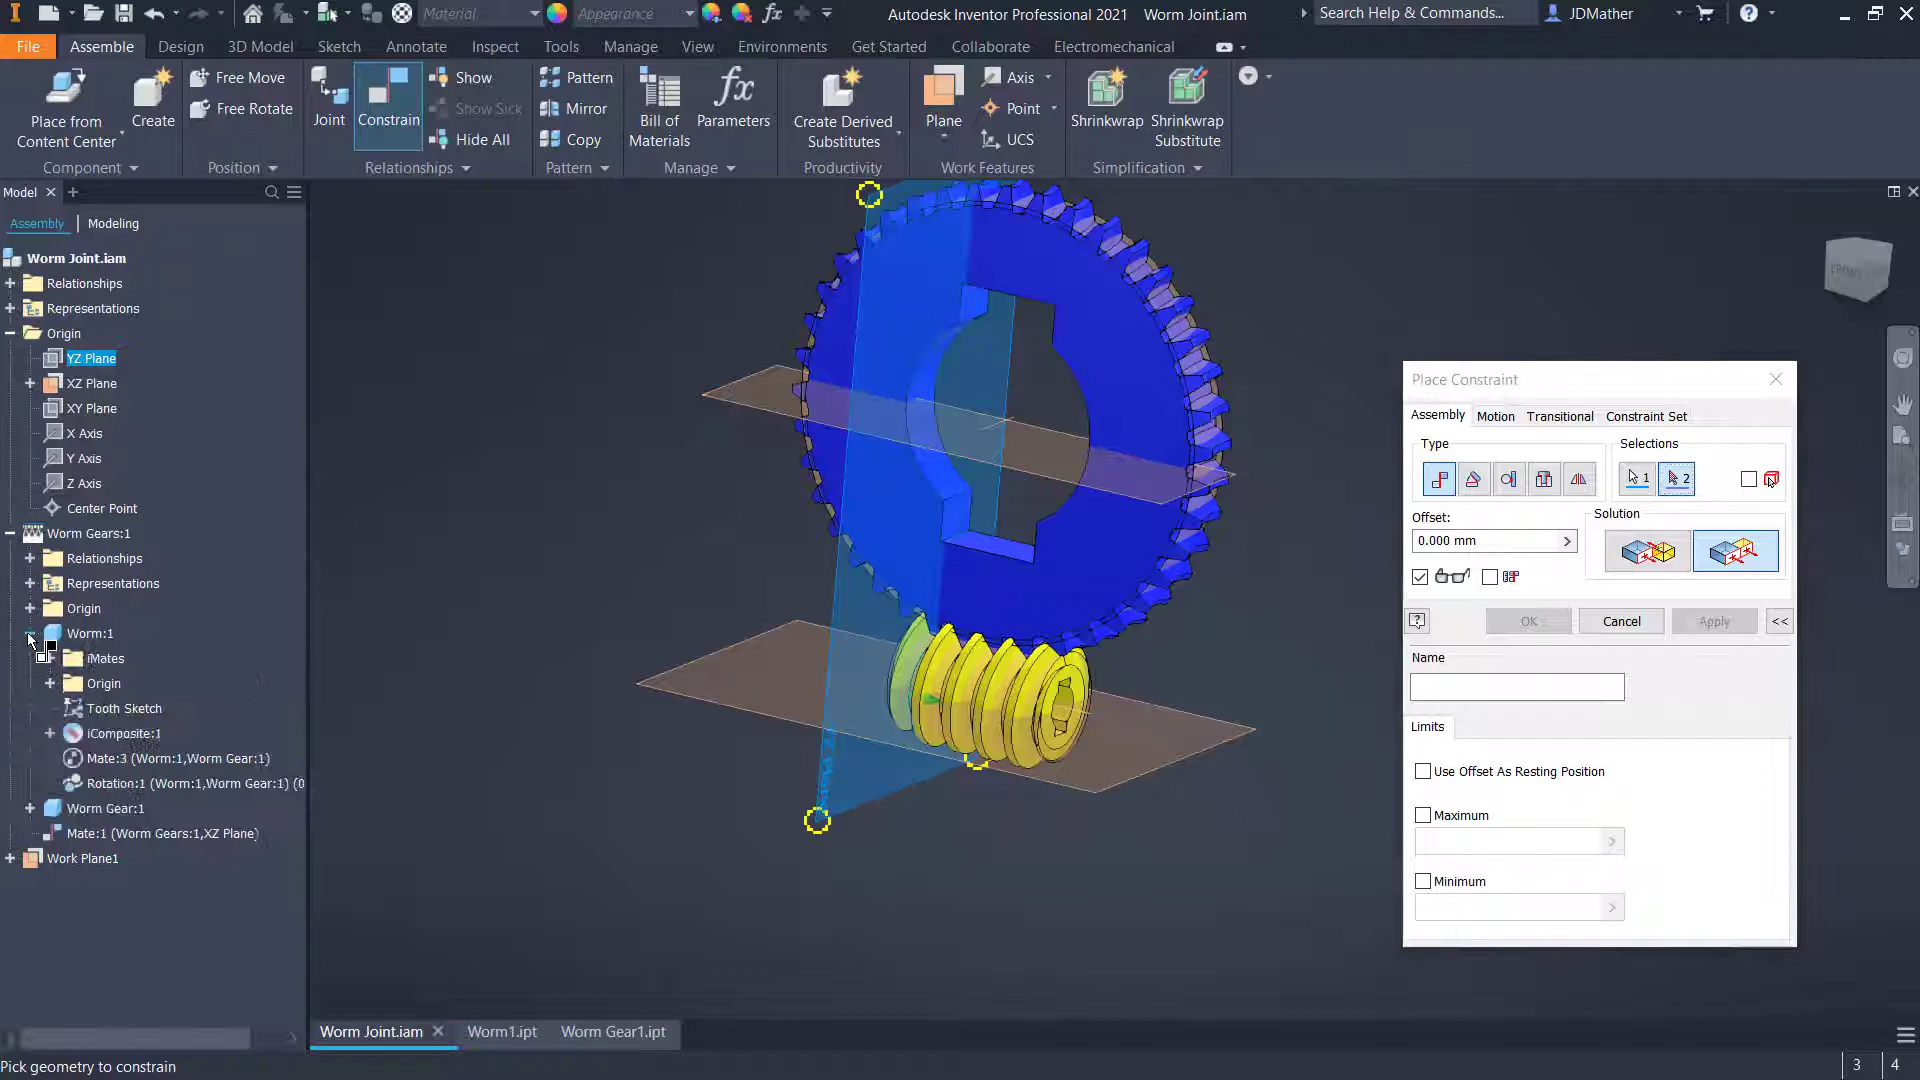 Material
Appearance
fx
Autodesk Inventor Professional 2021 Worm Joint.iam
Search Help & Commands...
JDMather
File
Assemble
Design
3D Model
Sketch
Annotate
Inspect
Tools
Manage
View
Environments
Get Started
Collaborate
Electromechanical
Place from
Content Center
Create
Free Move
Free Rotate
Joint
Constrain
Show
Show Sick
Hide All
Pattern
Mirror
Copy
Bill of
Materials
fx
Parameters
Create Derived
Substitutes
Plane
Axis
Point
UCS
Shrinkwrap
Shrinkwrap
Substitute
Component
Position
Relationships
Pattern
Manage
Productivity
Work Features
Simplification
Model
Assembly
Modeling
Worm Joint.iam
Relationships
Representations
Origin
YZ Plane
XZ Plane
XY Plane
X Axis
Y Axis
Z Axis
Center Point
Worm Gears:1
Relationships
Representations
Origin
Worm:1
iMates
Origin
Tooth Sketch
iComposite:1
Mate:3 (Worm:1,Worm Gear:1)
Rotation:1 (Worm:1,Worm Gear:1) (0
Worm Gear:1
Mate:1 (Worm Gears:1,XZ Plane)
Work Plane1
FRONT
Place Constraint
Assembly
Motion
Transitional
Constraint Set
Type
Selections
1
2
Offset:
0.000 mm
Solution
OK
Cancel
Apply
<<
Name
Limits
Use Offset As Resting Position
Maximum
Minimum
Worm Joint.iam
Worm1.ipt
Worm Gear1.ipt
Pick geometry to constrain
3
4